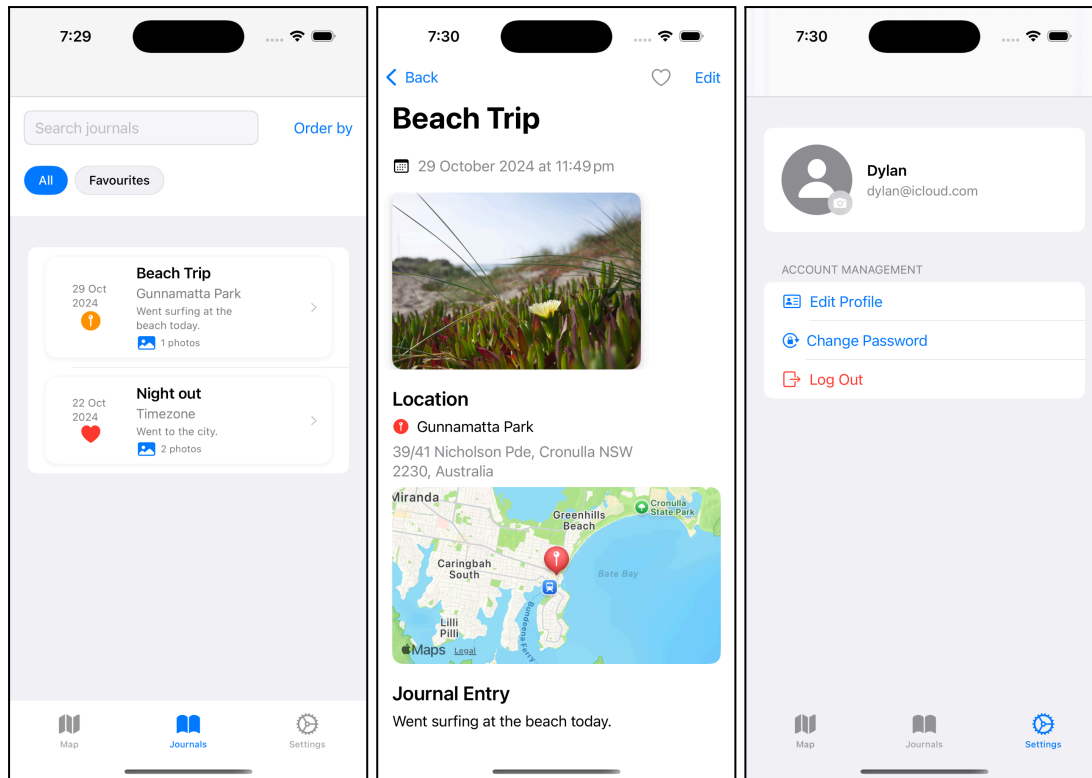 7:29
Search journals
Order by
All
Favourites
29 Oct
2024
Beach Trip
Gunnamatta Park
Went surfing at the
beach today.
1 photos
22 Oct
2024
Night out
Timezone
Went to the city.
2 photos
Map
Journals
Settings
7:30
Back
Edit
Beach Trip
29 October 2024 at 11:49 pm
Location
Gunnamatta Park
39/41 Nicholson Pde, Cronulla NSW
2230, Australia
Miranda
Cronulla
State Park
Greenhills
Beach
Caringbah
South
Bate Bay
Lilli
Pilli
Bundeena Ferry
Maps
Legal
Journal Entry
Went surfing at the beach today.
7:30
Dylan
dylan@icloud.com
ACCOUNT MANAGEMENT
Edit Profile
Change Password
Log Out
Map
Journals
Settings